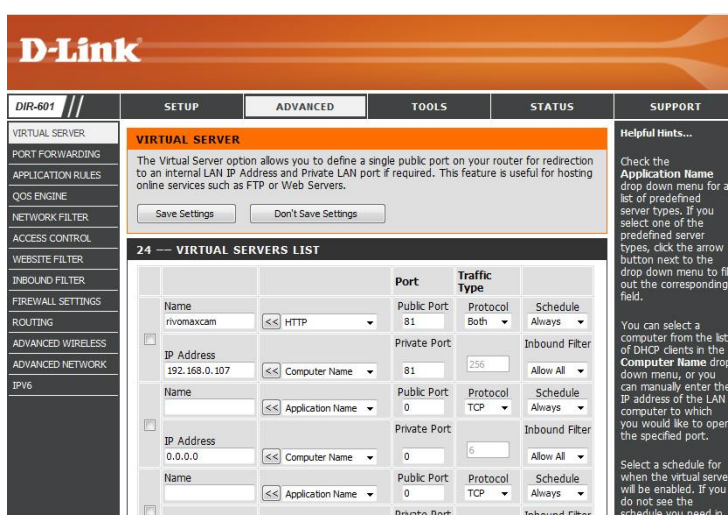 D-Link
DIR-601 //
SETUP
ADVANCED
TOOLS
STATUS
SUPPORT
VIRTUAL SERVER
PORT FORWARDING
APPLICATION RULES
QOS ENGINE
NETWORK FILTER
ACCESS CONTROL
WEBSITE FILTER
INBOUND FILTER
FIREWALL SETTINGS
ROUTING
ADVANCED WIRELESS
ADVANCED NETWORK
IPV6
VIRTUAL SERVER
The Virtual Server option allows you to define a single public port on your router for redirection
to an internal LAN IP Address and Private LAN port if required. This feature is useful for hosting
online services such as FTP or Web Servers.
Save Settings
Don't Save Settings
24 -- VIRTUAL SERVERS LIST
Port
Traffic
Type
Name
Public Port
Protocol
Schedule
rivomaxcam
<< HTTP
81
Both
Always
Private Port
Inbound Filter
IP Address
256
192.168.0.107
<< Computer Name
81
Allow All
Name
Public Port
Protocol
Schedule
<< Application Name
0
TCP
Always
Private Port
Inbound Filter
IP Address
6
0.0.0.0
<< Computer Name
0
Allow All
Name
Public Port
Protocol
Schedule
<< Application Name
0
TCP
Always
Private Port
Inbound Filter
Helpful Hints...
Check the
Application Name
drop down menu for a
list of predefined
server types. If you
select one of the
predefined server
types, click the arrow
button next to the
drop down menu to fil
out the corresponding
field.
You can select a
computer from the list
of DHCP clients in the
Computer Name drop
down menu, or you
can manually enter the
IP address of the LAN
computer to which
you would like to open
the specified port.
Select a schedule for
when the virtual serve
will be enabled. If you
do not see the
schedule you need in